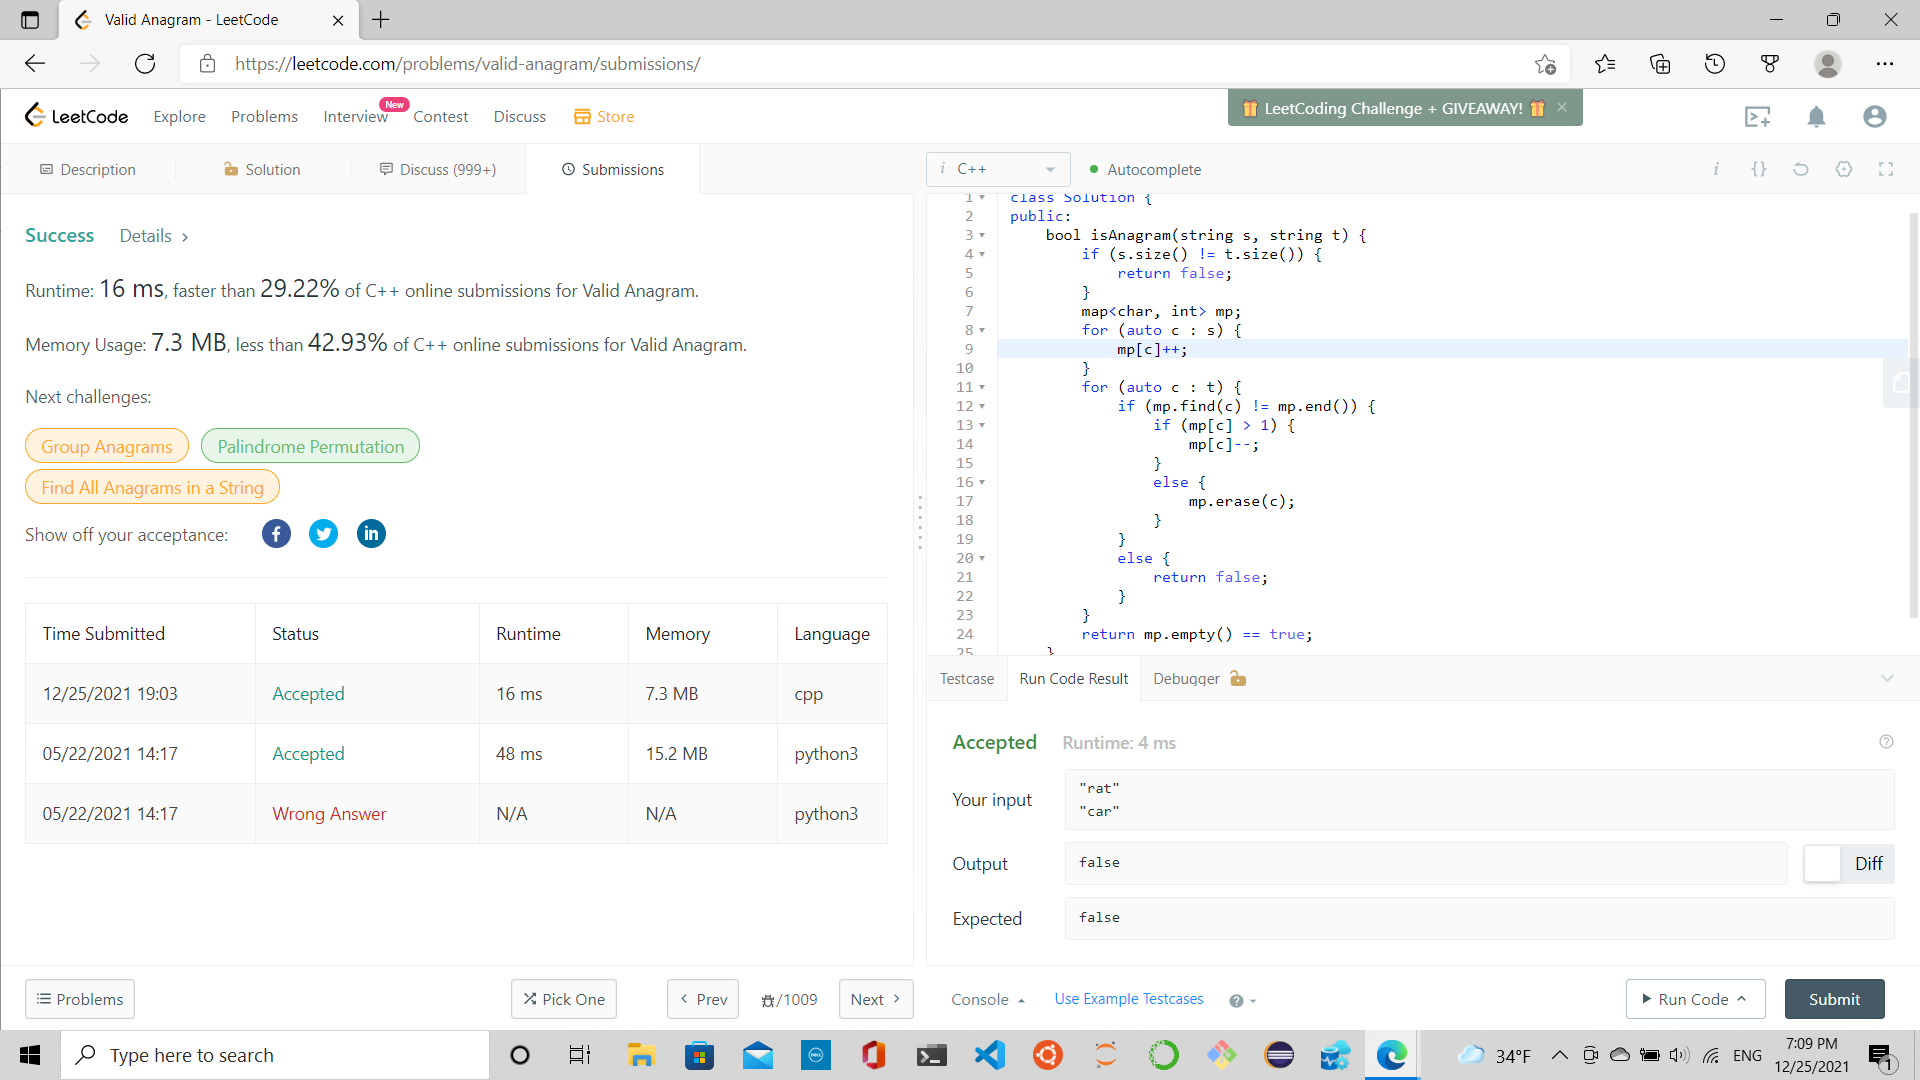 Valid Anagram - LeetCode
https://leetcode.com/problems/valid-anagram/submissions/
LeetCode
Explore
Problems
Interview
New
Contest
Discuss
Store
LeetCoding Challenge + GIVEAWAY!
Description
Solution
Discuss (999+)
Submissions
Success
Details
Runtime: 16 ms, faster than 29.22% of C++ online submissions for Valid Anagram.
Memory Usage: 7.3 MB, less than 42.93% of C++ online submissions for Valid Anagram.
Next challenges:
Group Anagrams
Palindrome Permutation
Find All Anagrams in a String
Show off your acceptance:
Time Submitted Status Runtime Memory Language
12/25/2021 19:03 Accepted 16 ms 7.3 MB cpp
05/22/2021 14:17 Accepted 48 ms 15.2 MB python3
05/22/2021 14:17 Wrong Answer N/A N/A python3
Problems
Pick One
Prev
/1009
Next
i C++
Autocomplete
1 class Solution {
2 public:
3 bool isAnagram(string s, string t) {
4 if (s.size() != t.size()) {
5 return false;
6 }
7 map<char, int> mp;
8 for (auto c : s) {
9 mp[c]++;
10 }
11 for (auto c : t) {
12 if (mp.find(c) != mp.end()) {
13 if (mp[c] > 1) {
14 mp[c]--;
15 }
16 else {
17 mp.erase(c);
18 }
19 }
20 else {
21 return false;
22 }
23 }
24 return mp.empty() == true;
25 }
Testcase
Run Code Result
Debugger
Accepted
Runtime: 4 ms
Your input
"rat"
"car"
Output
false
Diff
Expected
false
Console
Use Example Testcases
Run Code
Submit
Type here to search
34°F
ENG
7:09 PM
12/25/2021
1